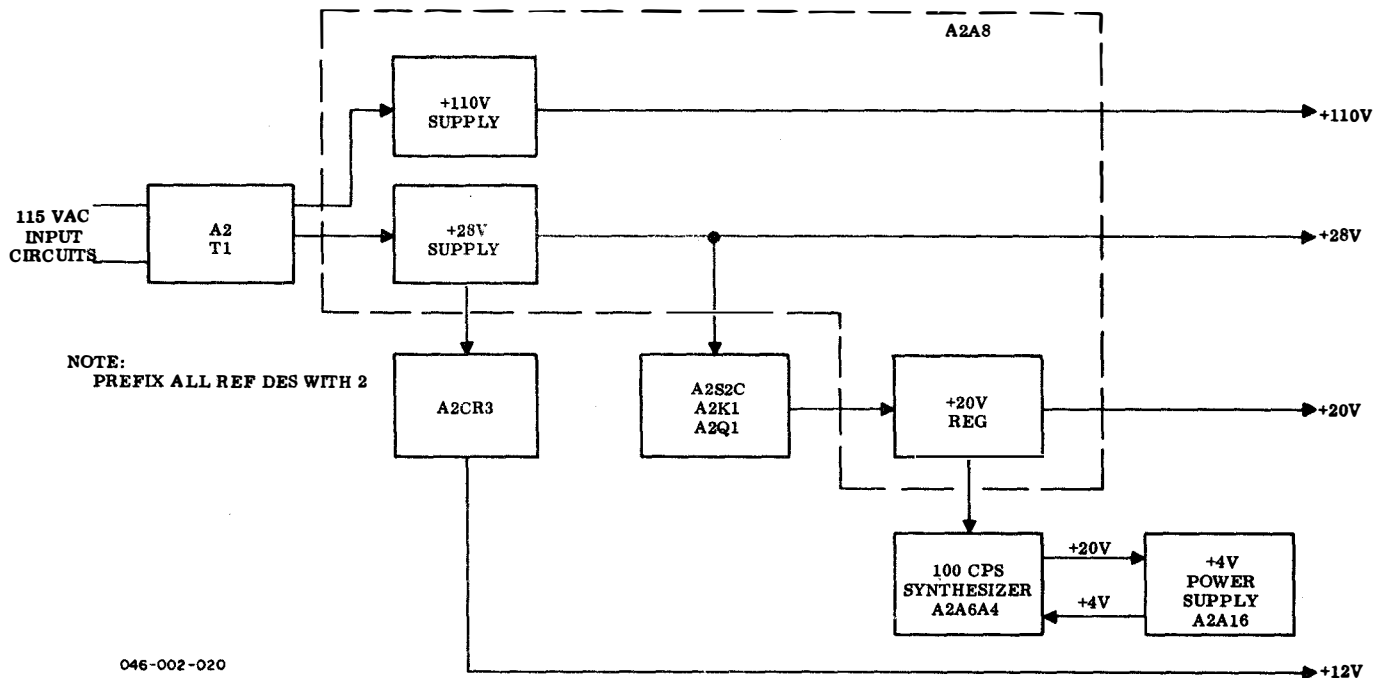 A2A8
+110V
SUPPLY
+110V
115 VAC
INPUT
CIRCUITS
A2
T1
+28V
SUPPLY
+28V
NOTE:
PREFIX ALL REF DES WITH 2
A2CR3
A2S2C
A2K1
A2Q1
+20V
REG
+20V
100 CPS
SYNTHESIZER
A2A6A4
+20V
+4V
+4V
POWER
SUPPLY
A2A16
046-002-020
+12V